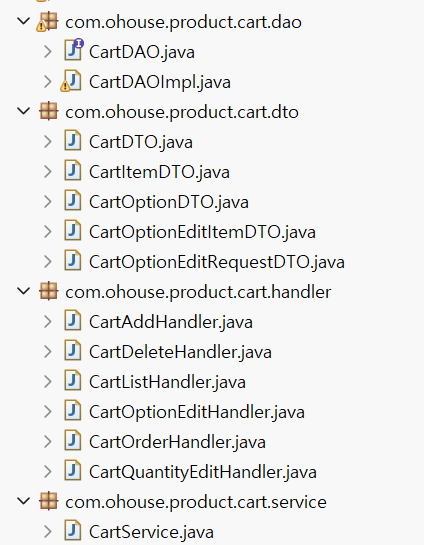 com.ohouse.product.cart.dao
CartDAO.java
CartDAOImpl.java
com.ohouse.product.cart.dto
CartDTO.java
CartItemDTO.java
CartOptionDTO.java
CartOptionEditItemDTO.java
CartOptionEditRequestDTO.java
com.ohouse.product.cart.handler
CartAddHandler.java
CartDeleteHandler.java
CartListHandler.java
CartOptionEditHandler.java
CartOrderHandler.java
CartQuantityEditHandler.java
com.ohouse.product.cart.service
CartService.java